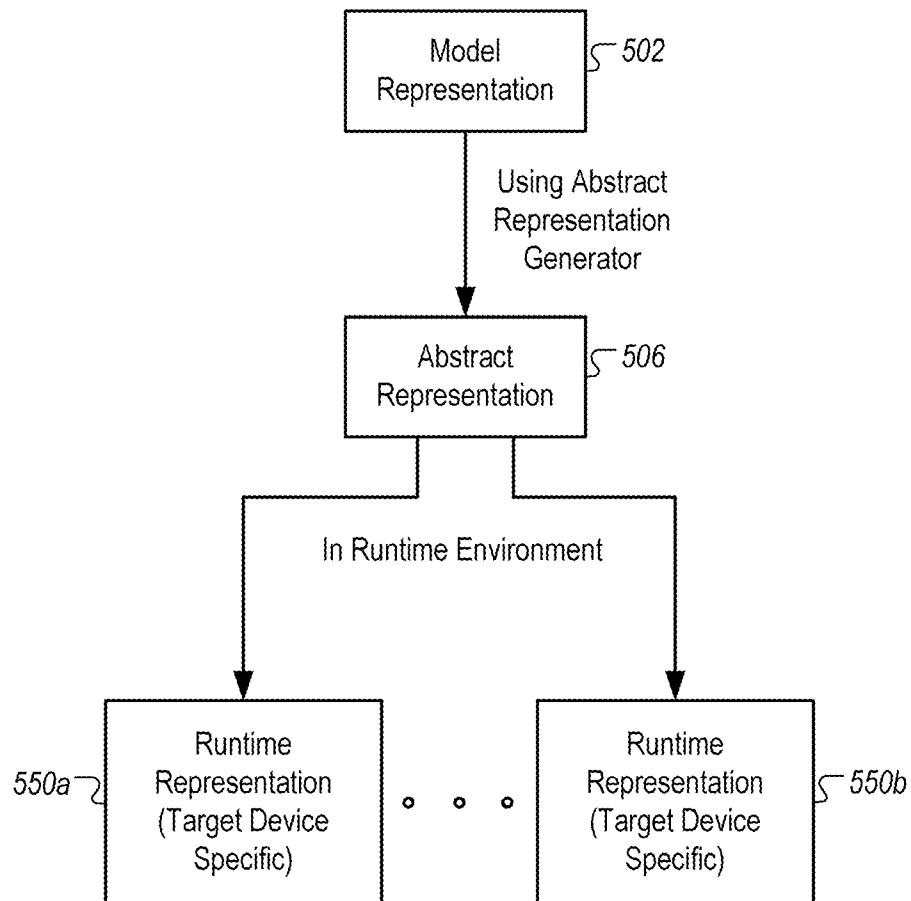 Model
Representation
502
Using Abstract
Representation
Generator
Abstract
Representation
506
In Runtime Environment
550a
Runtime
Representation
(Target Device
Specific)
Runtime
Representation
(Target Device
Specific)
550b